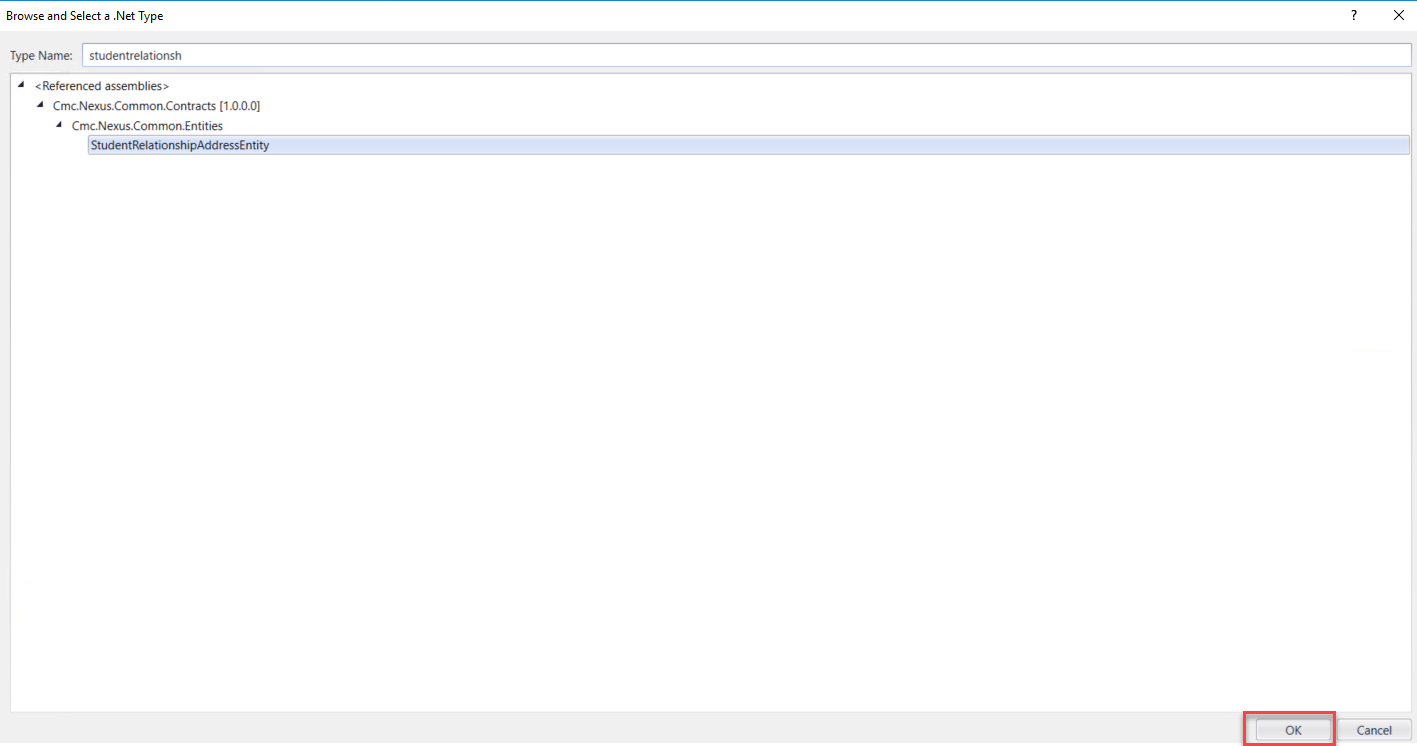 Browse and Select a .Net Type
?
Type Name: studentrelationsh
<Referenced assemblies>
Cmc.Nexus.Common.Contracts [1.0.0.0]
Cmc.Nexus.Common.Entities
StudentRelationshipAddressEntity
OK Cancel